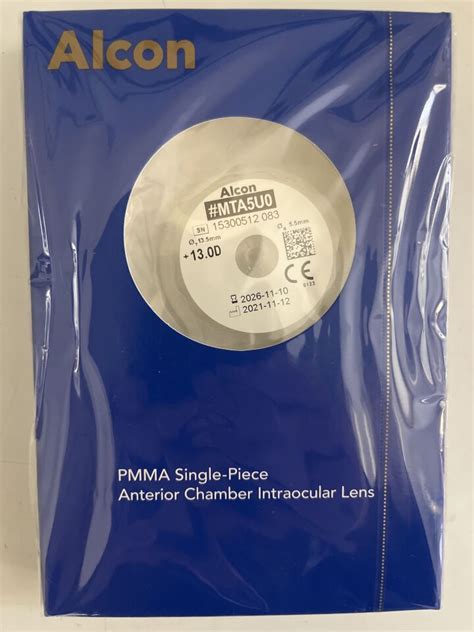 Alcon
Alcon
#MTA5U0
SN 15300512 083
Ø 13.5mm
Ø 5.5mm
+13.0D
CE
0123
2026-11-10
2021-11-12
PMMA Single-Piece
Anterior Chamber Intraocular Lens